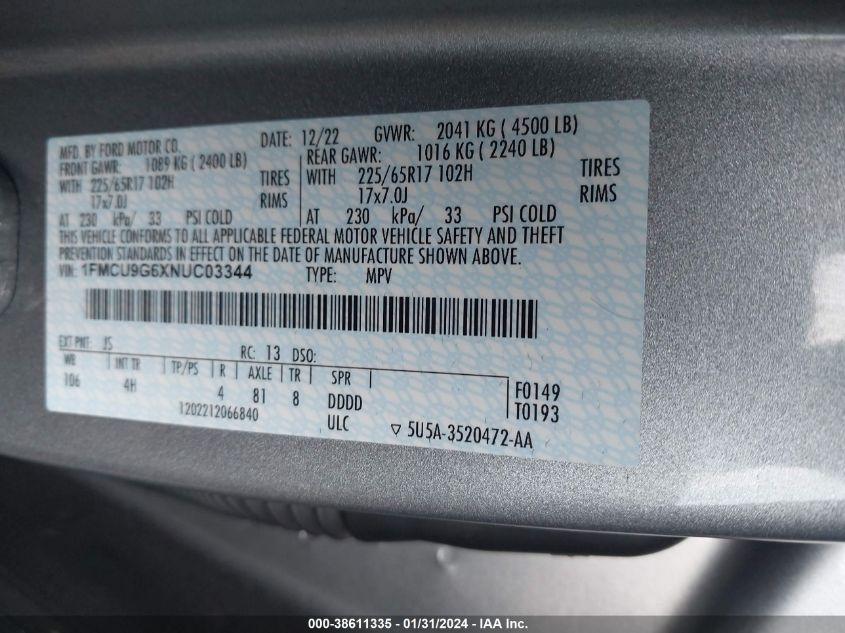 MFD. BY FORD MOTOR CO. DATE: 12/22 GVWR: 2041 KG ( 4500 LB)
FRONT GAWR: 1089 KG ( 2400 LB) REAR GAWR: 1016 KG ( 2240 LB)
WITH 225/65R17 102H TIRES WITH 225/65R17 102H TIRES
17x7.0J RIMS 17x7.0J RIMS
AT 230 kPa/ 33 PSI COLD AT 230 kPa/ 33 PSI COLD
THIS VEHICLE CONFORMS TO ALL APPLICABLE FEDERAL MOTOR VEHICLE SAFETY AND THEFT
PREVENTION STANDARDS IN EFFECT ON THE DATE OF MANUFACTURE SHOWN ABOVE.
VIN: 1FMCU9G6XNUC03344 TYPE: MPV
EXT PNT: JS RC: 13 DSO:
WB INT TR TP/PS R AXLE TR SPR
106 4H 4 81 8 DDDD F0149
1202212066840 ULC T0193
▽ 5U5A-3520472-AA
000-38611335 - 01/31/2024 - IAA Inc.